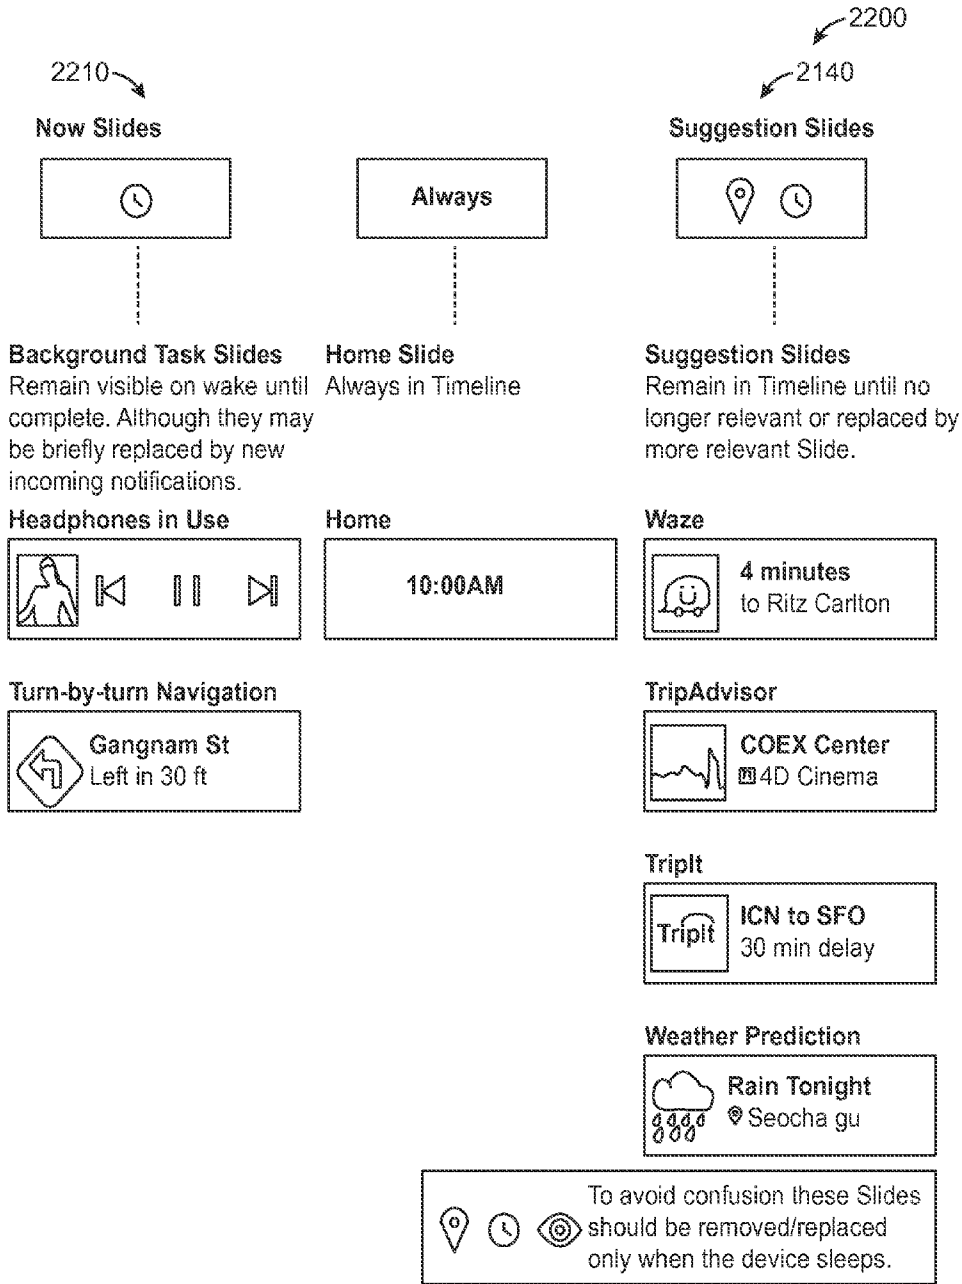 2200
2210
2140
Now Slides
Suggestion Slides
Always
Background Task Slides
Remain visible on wake until
complete. Although they may
be briefly replaced by new
incoming notifications.
Home Slide
Always in Timeline
Suggestion Slides
Remain in Timeline until no
longer relevant or replaced by
more relevant Slide.
Headphones in Use
Home
10:00AM
Waze
4 minutes
to Ritz Carlton
Turn-by-turn Navigation
Gangnam St
Left in 30 ft
TripAdvisor
COEX Center
4D Cinema
TripIt
TripIt
ICN to SFO
30 min delay
Weather Prediction
Rain Tonight
Seocha gu
To avoid confusion these Slides
should be removed/replaced
only when the device sleeps.